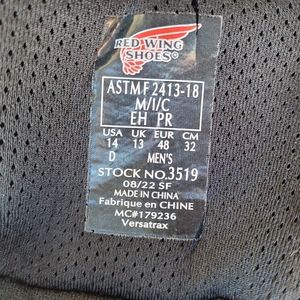 RED WING
SHOES
ASTM F 2413-18
M/I/C
EH PR
USA UK EUR CM
14 13 48 32
D MEN'S
STOCK NO.3519
08/22 SF
MADE IN CHINA
Fabrique en CHINE
MC#179236
Versatrax